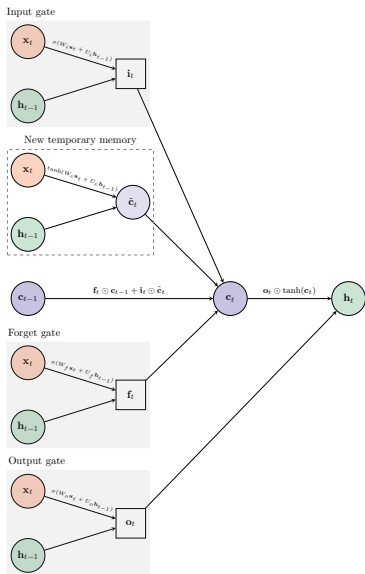 Input gate
x_t
σ(W_i x_t + U_i h_{t−1})
i_t
h_{t−1}
New temporary memory
x_t
tanh(W_c x_t + U_c h_{t−1})
c̃_t
h_{t−1}
c_{t−1}
f_t ⊙ c_{t−1} + i_t ⊙ c̃_t
c_t
o_t ⊙ tanh(c_t)
h_t
Forget gate
x_t
σ(W_f x_t + U_f h_{t−1})
f_t
h_{t−1}
Output gate
x_t
σ(W_o x_t + U_o h_{t−1})
o_t
h_{t−1}